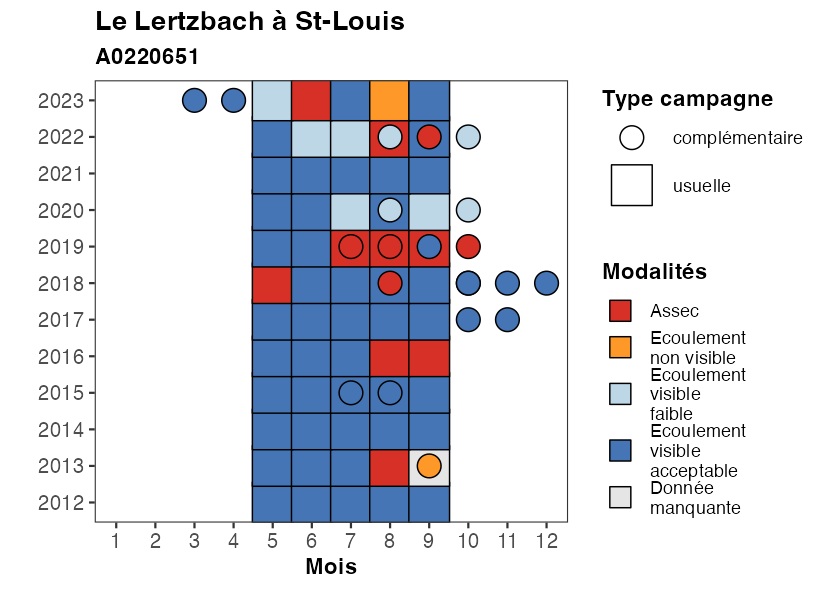 Le Lertzbach à St-Louis
A0220651
2023
2022
2021
2020
2019
2018
2017
2016
2015
2014
2013
2012
1 2 3 4 5 6 7 8 9 10 11 12
Mois
Type campagne
complémentaire
usuelle
Modalités
Assec
Ecoulement
non visible
Ecoulement
visible
faible
Ecoulement
visible
acceptable
Donnée
manquante